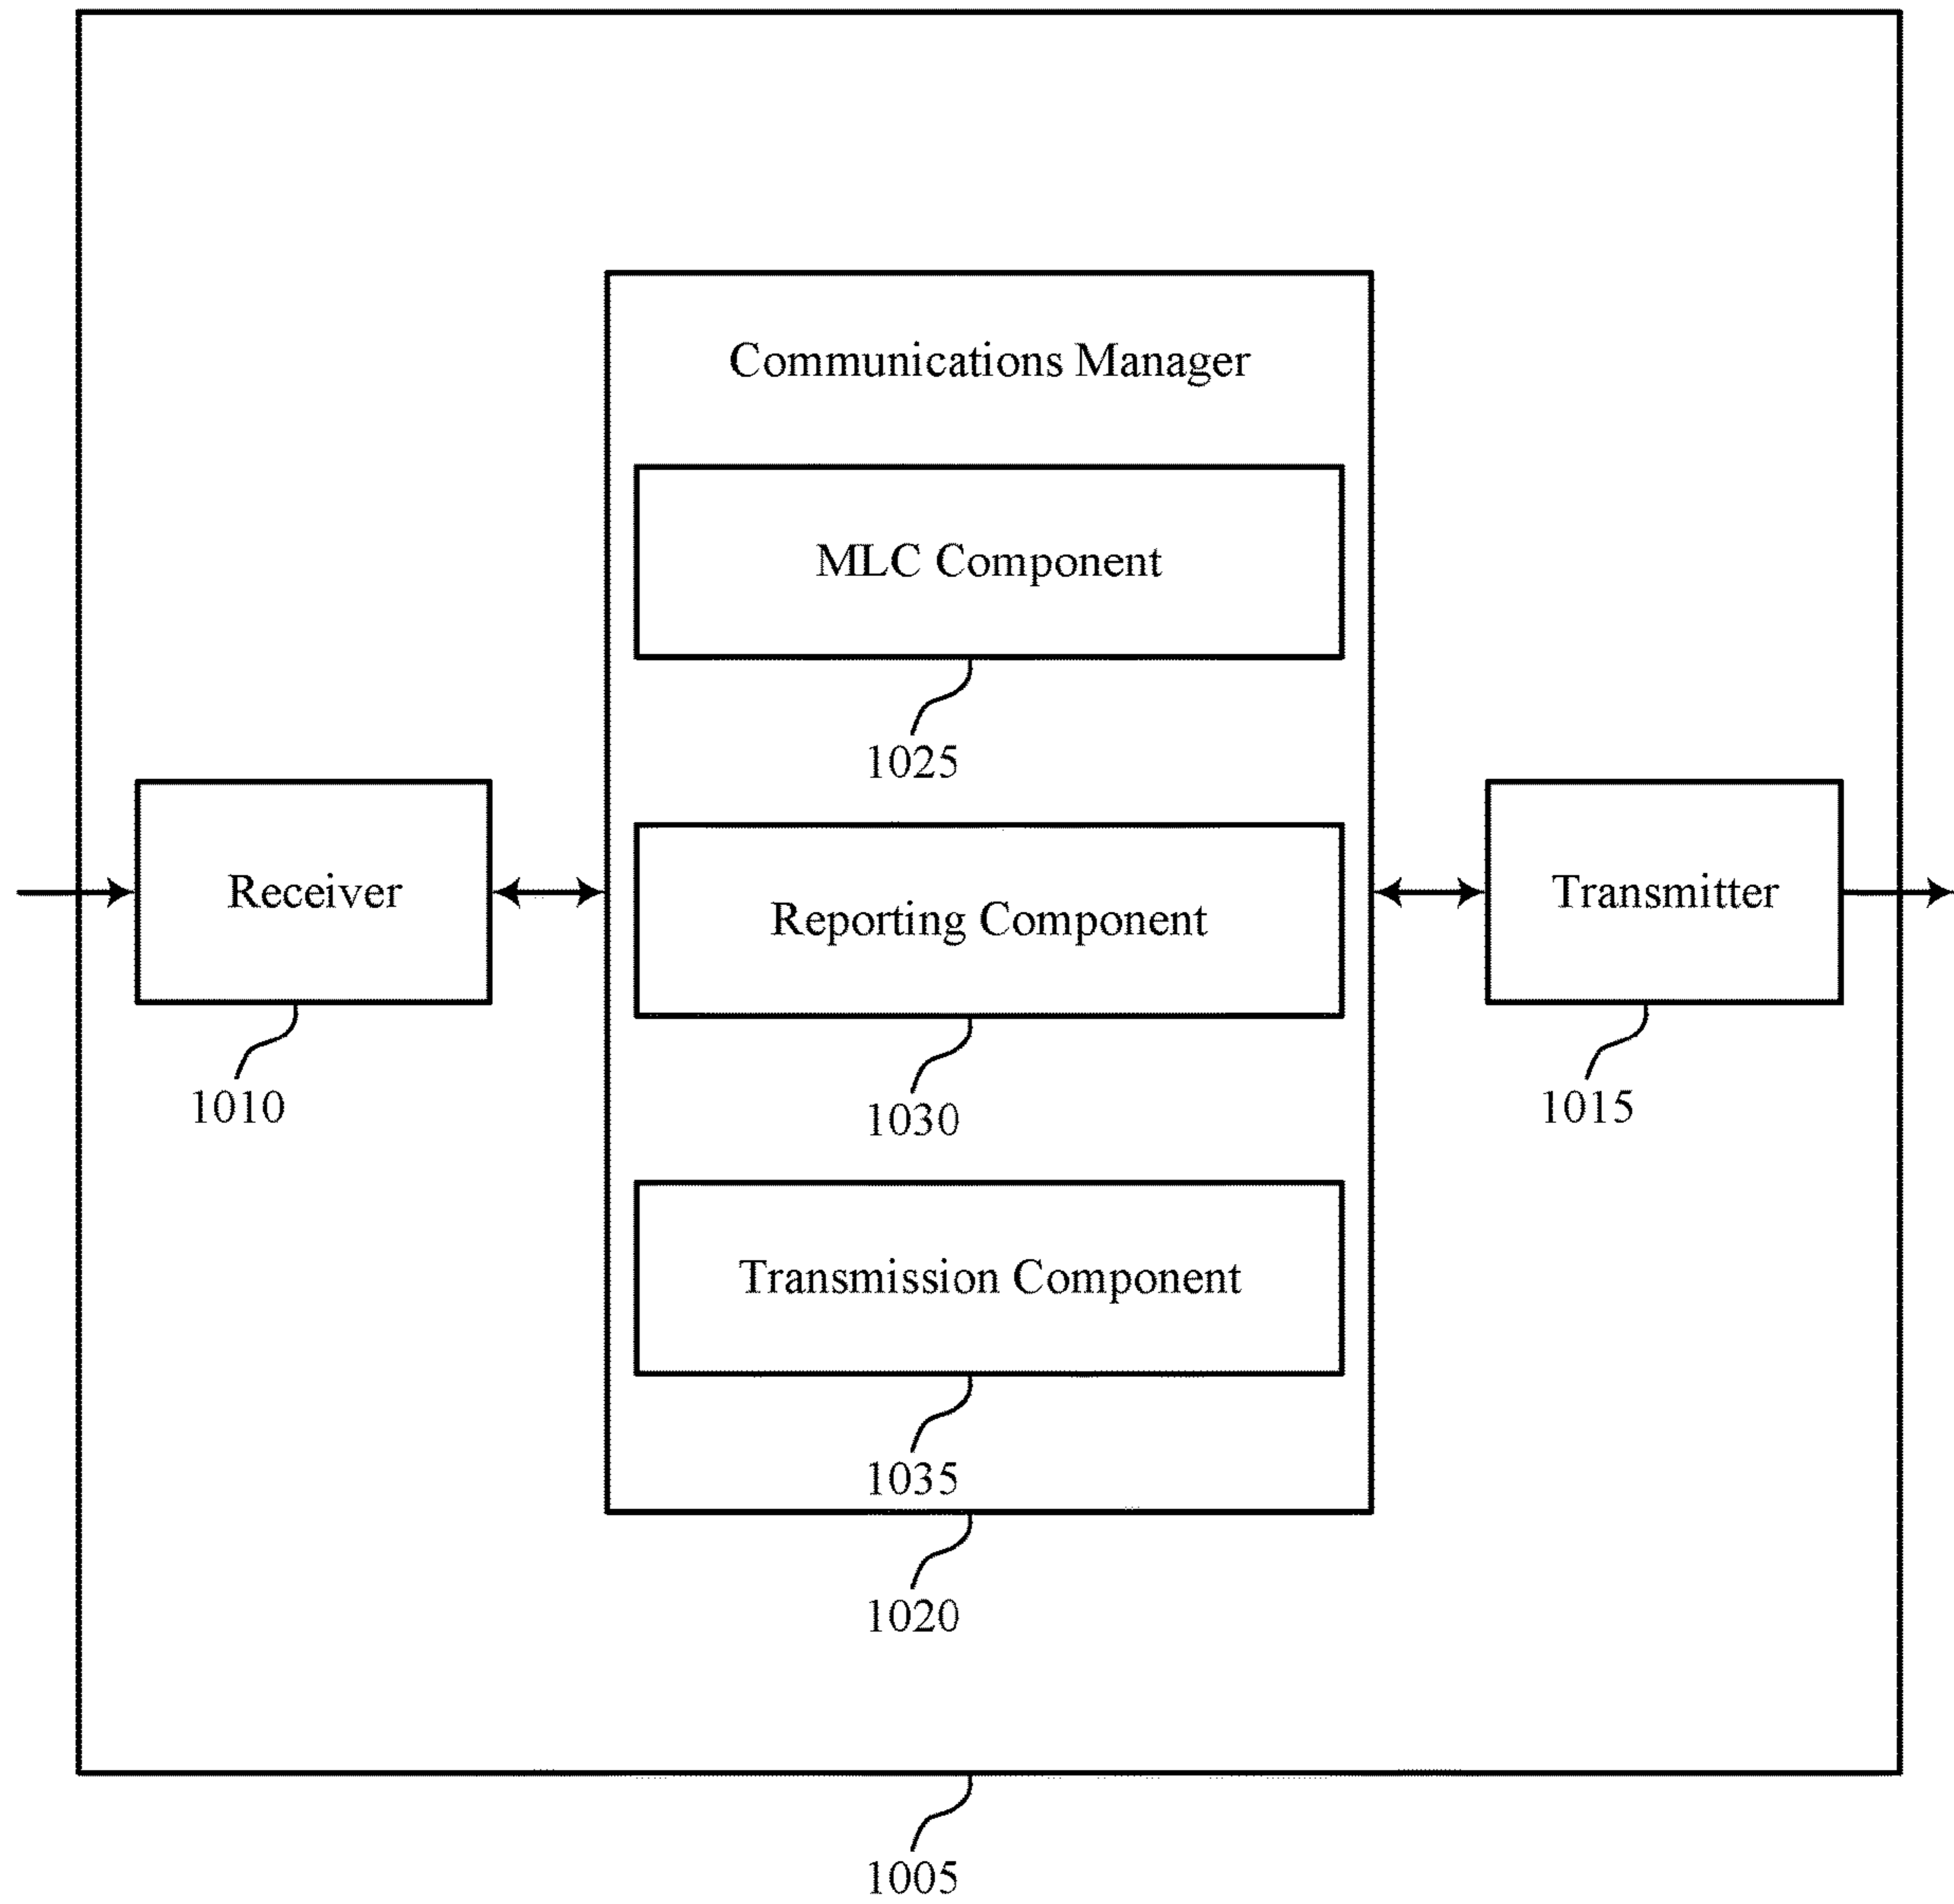 Communications Manager
MLC Component
1025
Receiver
1010
Reporting Component
1030
Transmitter
1015
Transmission Component
1035
1020
1005